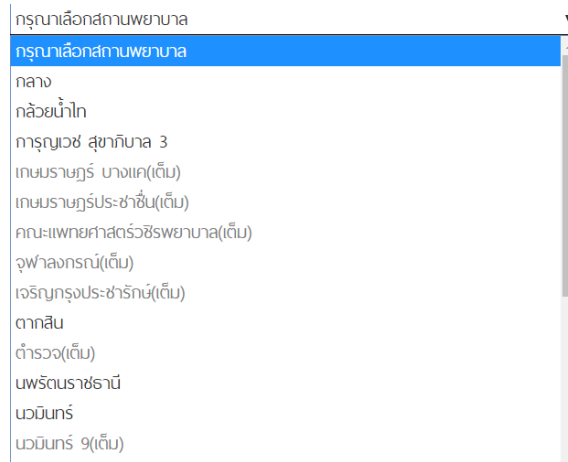 กรุณาเลือกสถานพยาบาล
กรุณาเลือกสถานพยาบาล
กลาง
กล้วยน้ำไท
การุญเวช สุขาภิบาล 3
เกษมราษฎร์ บางแค(เต็ม)
เกษมราษฎร์ประชาชื่น(เต็ม)
คณะแพทยศาสตร์วชิรพยาบาล(เต็ม)
จุฬาลงกรณ์(เต็ม)
เจริญกรุงประชารักษ์(เต็ม)
ตากสิน
ตำรวจ(เต็ม)
นพรัตนราชธานี
นวมินทร์
นวมินทร์ 9(เต็ม)